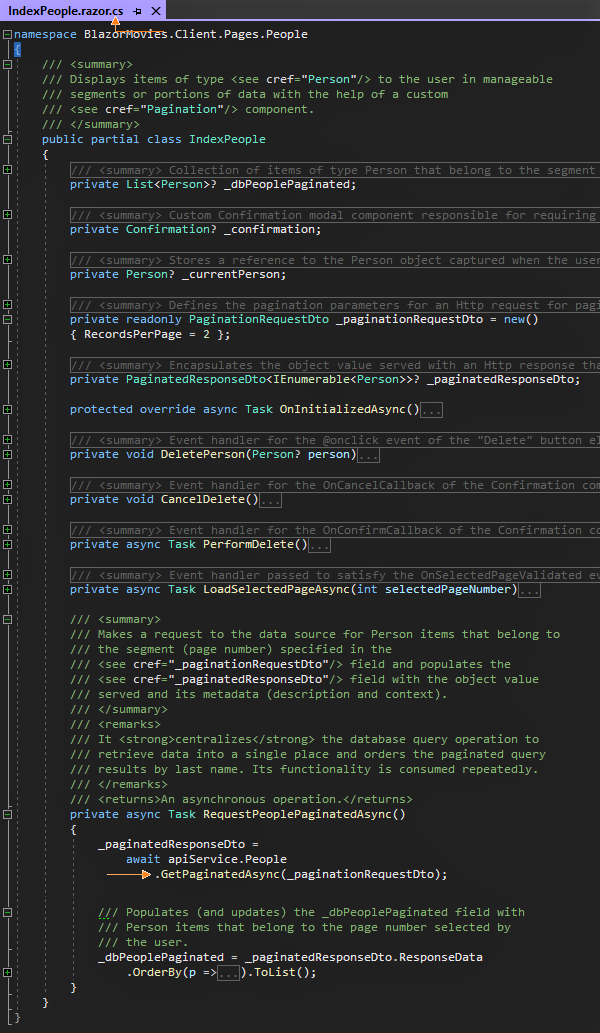 IndexPeople.razor.cs
namespace BlazorMovies.Client.Pages.People
{
/// <summary>
/// Displays items of type <see cref="Person"/> to the user in manageable
/// segments or portions of data with the help of a custom
/// <see cref="Pagination"/> component.
/// </summary>
public partial class IndexPeople
{
/// <summary> Collection of items of type Person that belong to the segment
private List<Person>? _dbPeoplePaginated;
/// <summary> Custom Confirmation modal component responsible for requiring
private Confirmation? _confirmation;
/// <summary> Stores a reference to the Person object captured when the user
private Person? _currentPerson;
/// <summary> Defines the pagination parameters for an Http request for pagi
private readonly PaginationRequestDto _paginationRequestDto = new()
{ RecordsPerPage = 2 };
/// <summary> Encapsulates the object value served with an Http response tha
private PaginatedResponseDto<IEnumerable<Person>>? _paginatedResponseDto;
protected override async Task OnInitializedAsync()...
/// <summary> Event handler for the @onclick event of the "Delete" button el
private void DeletePerson(Person? person)...
/// <summary> Event handler for the OnCancelCallback of the Confirmation com
private void CancelDelete()...
/// <summary> Event handler for the OnConfirmCallback of the Confirmation co
private async Task PerformDelete()...
/// <summary> Event handler passed to satisfy the OnSelectedPageValidated ev
private async Task LoadSelectedPageAsync(int selectedPageNumber)...
/// <summary>
/// Makes a request to the data source for Person items that belong to
/// the segment (page number) specified in the
/// <see cref="_paginationRequestDto"/> field and populates the
/// <see cref="_paginatedResponseDto"/> field with the object value
/// served and its metadata (description and context).
/// </summary>
/// <remarks>
/// It <strong>centralizes</strong> the database query operation to
/// retrieve data into a single place and orders the paginated query
/// results by last name. Its functionality is consumed repeatedly.
/// </remarks>
/// <returns>An asynchronous operation.</returns>
private async Task RequestPeoplePaginatedAsync()
{
_paginatedResponseDto =
await apiService.People
.GetPaginatedAsync(_paginationRequestDto);
/// Populates (and updates) the _dbPeoplePaginated field with
/// Person items that belong to the page number selected by
/// the user.
_dbPeoplePaginated = _paginatedResponseDto.ResponseData
.OrderBy(p =>...).ToList();
}
}
}